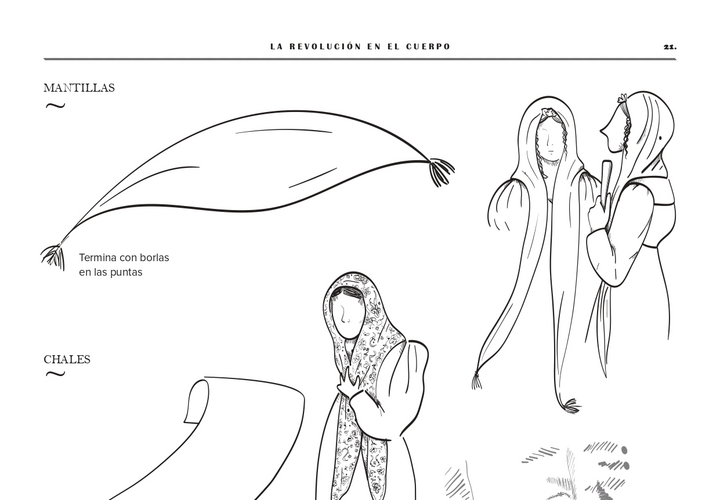 LA REVOLUCIÓN EN EL CUERPO
21.
MANTILLAS
Termina con borlas
en las puntas
CHALES